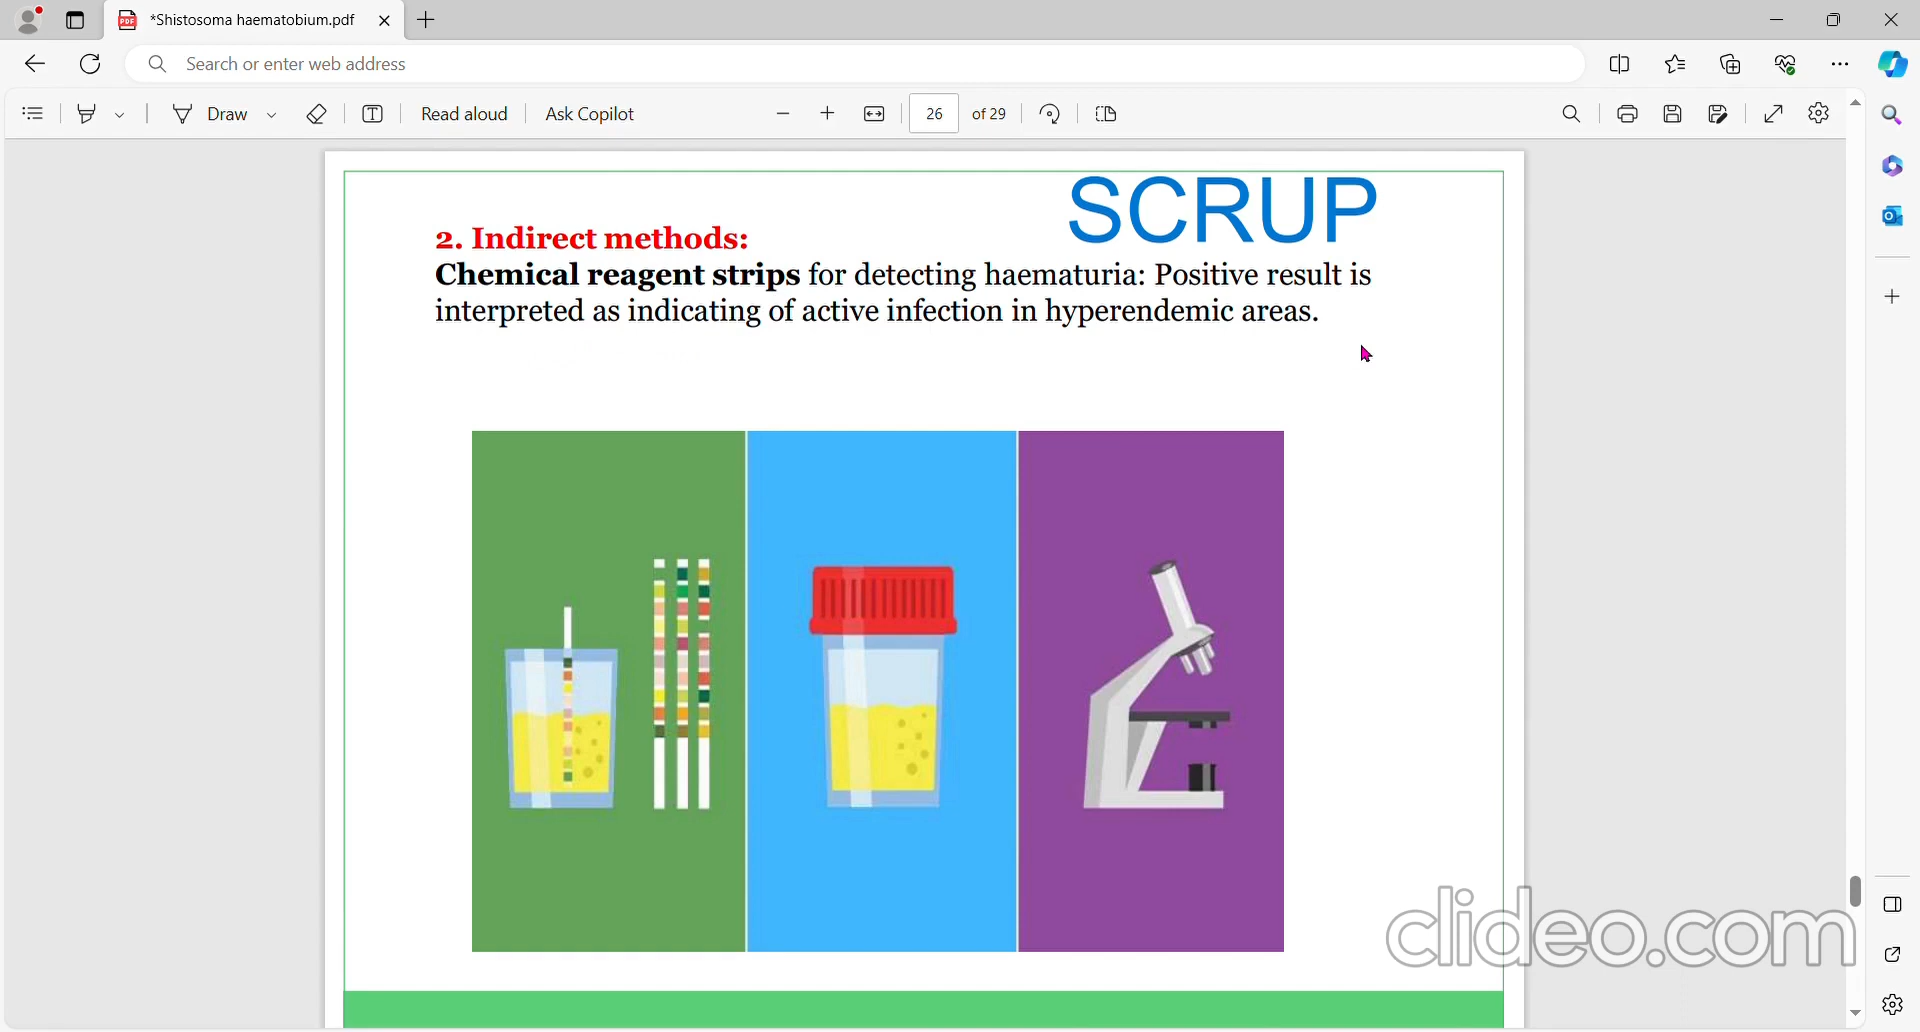 *Shistosoma haematobium.pdf
Search or enter web address
Draw
Read aloud
Ask Copilot
26
of 29
SCRUP
2. Indirect methods:
Chemical reagent strips for detecting haematuria: Positive result is
interpreted as indicating of active infection in hyperendemic areas.
clideo.com